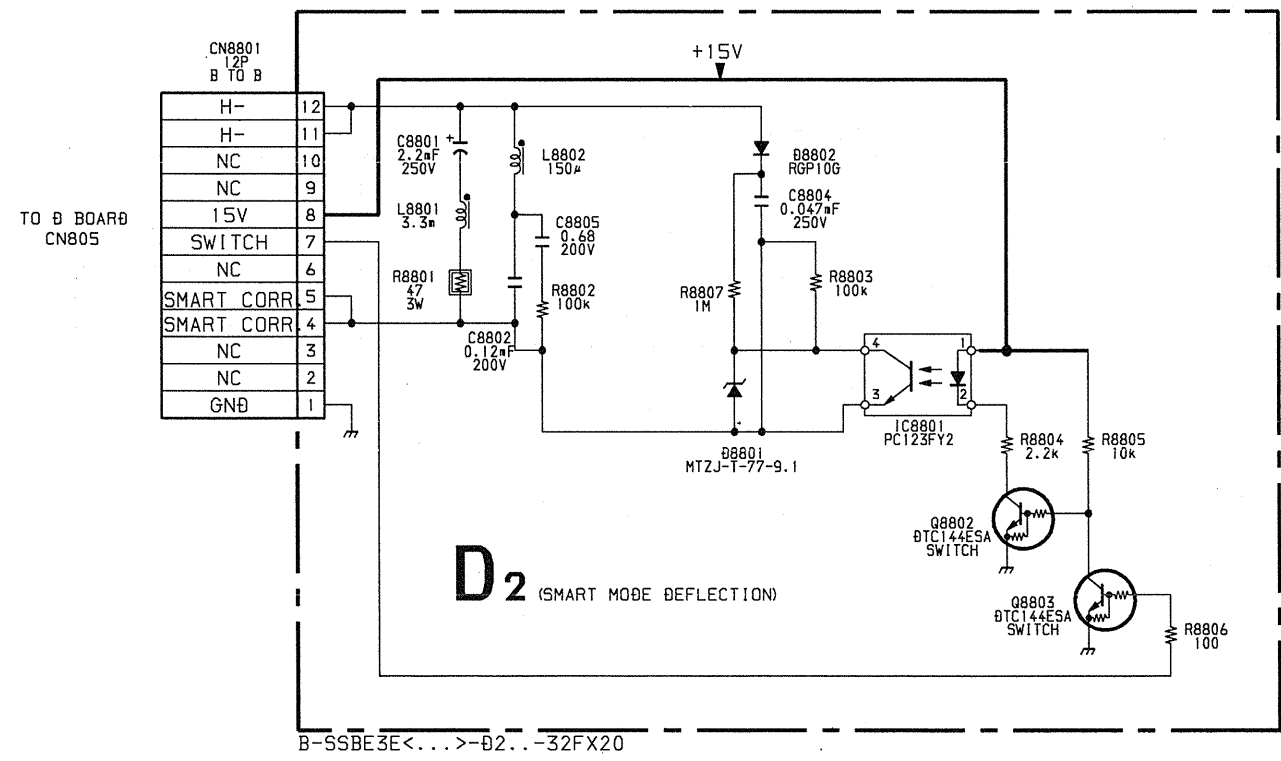 CN8801
12P
B TO B
+15V
H- 12
H- 11
NC 10
NC 9
15V 8
SWITCH 7
NC 6
SMART CORR. 5
SMART CORR. 4
NC 3
NC 2
GND 1
TO D BOARD
CN805
C8801
2.2mF
250V
+
L8801
3.3m
R8801
47
3W
L8802
150μ
C8805
0.68
200V
R8802
100k
C8802
0.12mF
200V
D8802
RGP10G
C8804
0.047mF
250V
R8807
1M
R8803
100k
D8801
MTZJ-T-77-9.1
4
1
3
2
IC8801
PC123FY2
R8804
2.2k
R8805
10k
Q8802
DTC144ESA
SWITCH
Q8803
DTC144ESA
SWITCH
R8806
100
D2 (SMART MODE DEFLECTION)
B-SSBE3E<...>-D2..-32FX20